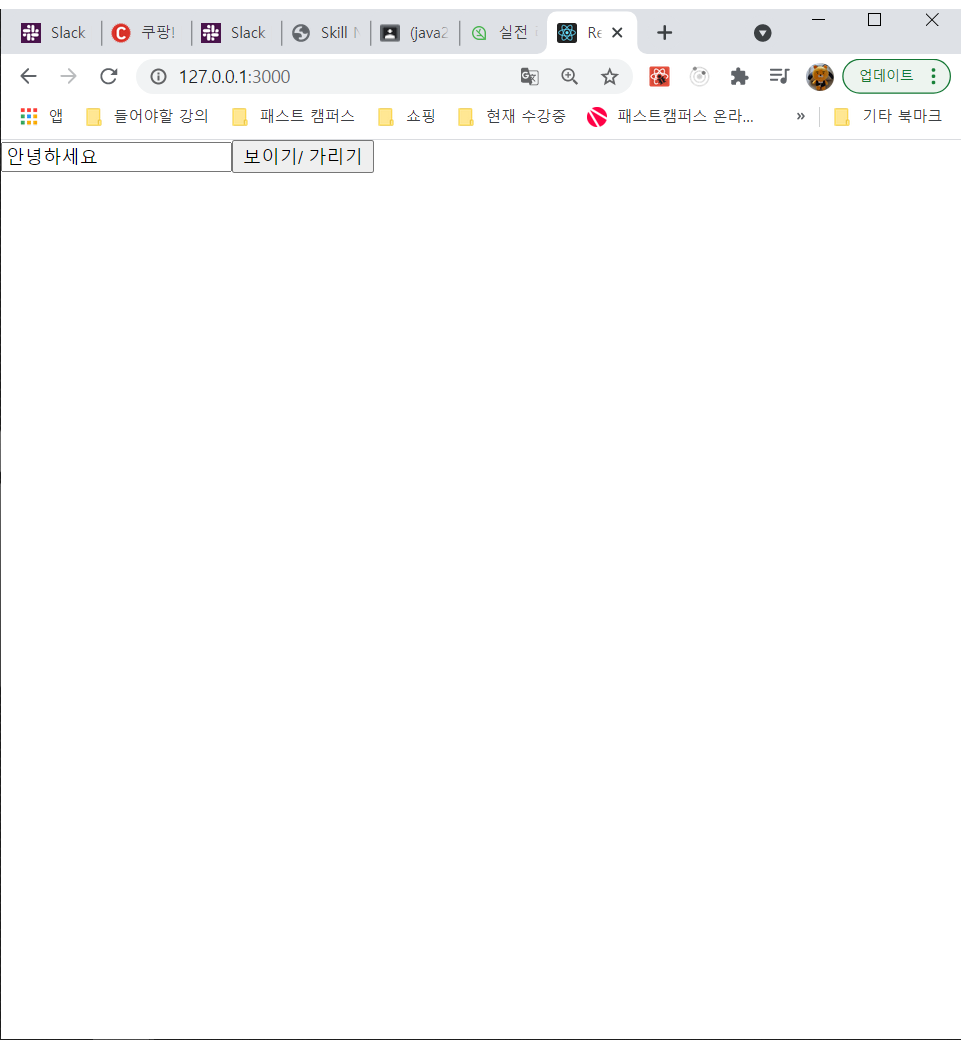 Slack 쿠팡! Slack Skill N (java2 실전 Re
127.0.0.1:3000 업데이트
앱 들어야할 강의 패스트 캠퍼스 쇼핑 현재 수강중 패스트캠퍼스 온라... » 기타 북마크
안녕하세요 보이기/ 가리기